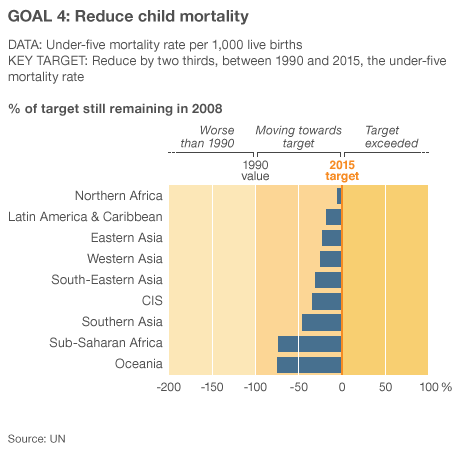 GOAL 4: Reduce child mortality
DATA: Under-five mortality rate per 1,000 live births
KEY TARGET: Reduce by two thirds, between 1990 and 2015, the under-five
mortality rate
% of target still remaining in 2008
Worse than 1990
Moving towards target
Target exceeded
1990 value
2015 target
Northern Africa
Latin America & Caribbean
Eastern Asia
Western Asia
South-Eastern Asia
CIS
Southern Asia
Sub-Saharan Africa
Oceania
-200 -150 -100 -50 0 50 100 %
Source: UN